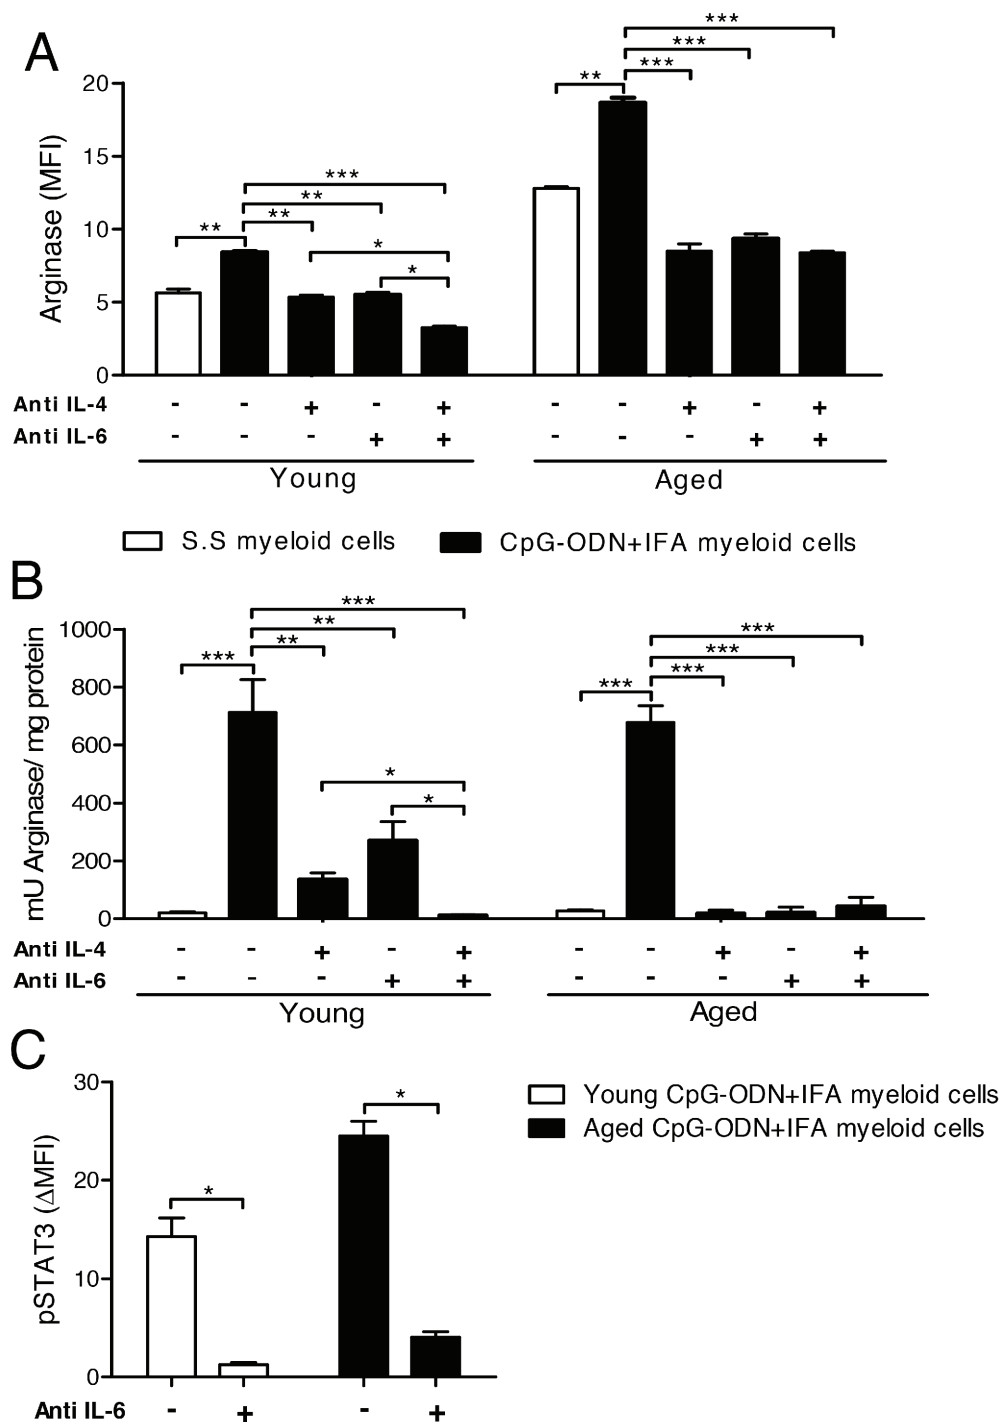 A
***
***
** ***
20
15
10
5
0
Arginase (MFI)
***
**
**
**
*
*
Anti IL-4 - - + - + - - + - +
Anti IL-6 - - - + + - - - + +
Young Aged
S.S myeloid cells CpG-ODN+IFA myeloid cells
B
1000
800
600
400
200
0
mU Arginase/ mg protein
***
**
**
***
*
*
***
***
***
***
Anti IL-4 - - + - + - - + - +
Anti IL-6 - - - + + - - - + +
Young Aged
C
30
20
10
0
pSTAT3 (ΔMFI)
*
*
Young CpG-ODN+IFA myeloid cells
Aged CpG-ODN+IFA myeloid cells
Anti IL-6 - + - +